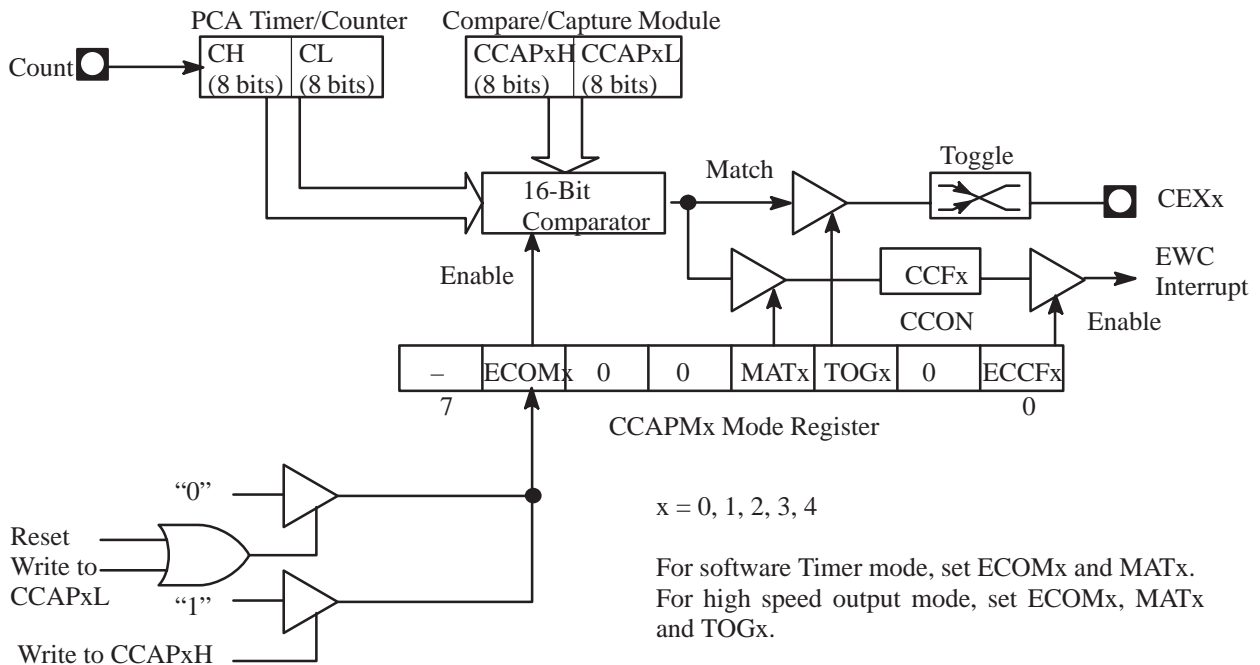 PCA Timer/Counter
Compare/Capture Module
Count
CH
(8 bits)
CL
(8 bits)
CCAPxH
(8 bits)
CCAPxL
(8 bits)
16-Bit
Comparator
Match
Toggle
CEXx
Enable
CCFx
EWC
Interrupt
CCON
Enable
– ECOMx 0 0 MATx TOGx 0 ECCFx
7 0
CCAPMx Mode Register
“0”
x = 0, 1, 2, 3, 4
Reset
Write to
CCAPxL
“1”
Write to CCAPxH
For software Timer mode, set ECOMx and MATx.
For high speed output mode, set ECOMx, MATx
and TOGx.